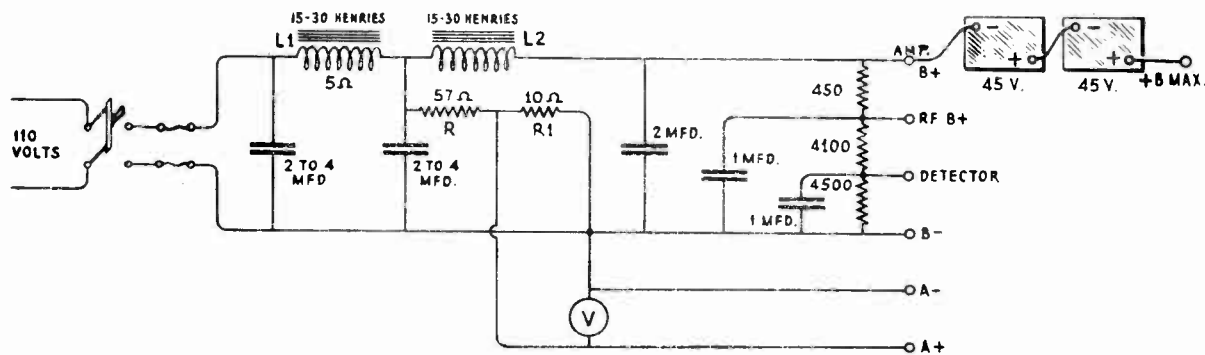 15-30 HENRIES
15-30 HENRIES
L1
L2
5Ω
AMP.
B+
-
+
45 V.
-
+
45 V.
+B MAX.
110
VOLTS
57Ω
R
10Ω
R1
450
RF B+
2 TO 4
MFD
2 TO 4
MFD.
2 MFD.
1 MFD.
4100
DETECTOR
4500
1 MFD.
B-
A-
V
A+